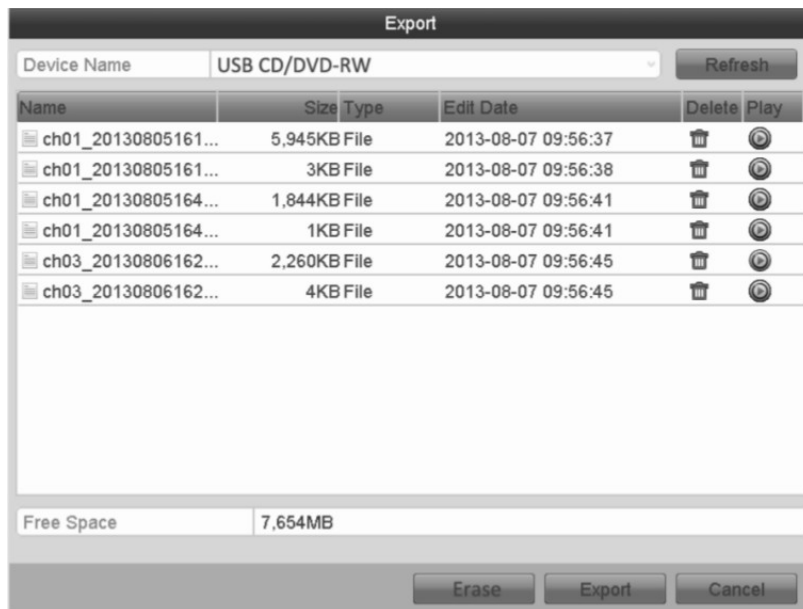 Export
Device Name USB CD/DVD-RW Refresh
Name Size Type Edit Date Delete Play
ch01_20130805161... 5,945KB File 2013-08-07 09:56:37
ch01_20130805161... 3KB File 2013-08-07 09:56:38
ch01_20130805164... 1,844KB File 2013-08-07 09:56:41
ch01_20130805164... 1KB File 2013-08-07 09:56:41
ch03_20130806162... 2,260KB File 2013-08-07 09:56:45
ch03_20130806162... 4KB File 2013-08-07 09:56:45
Free Space 7,654MB
Erase Export Cancel